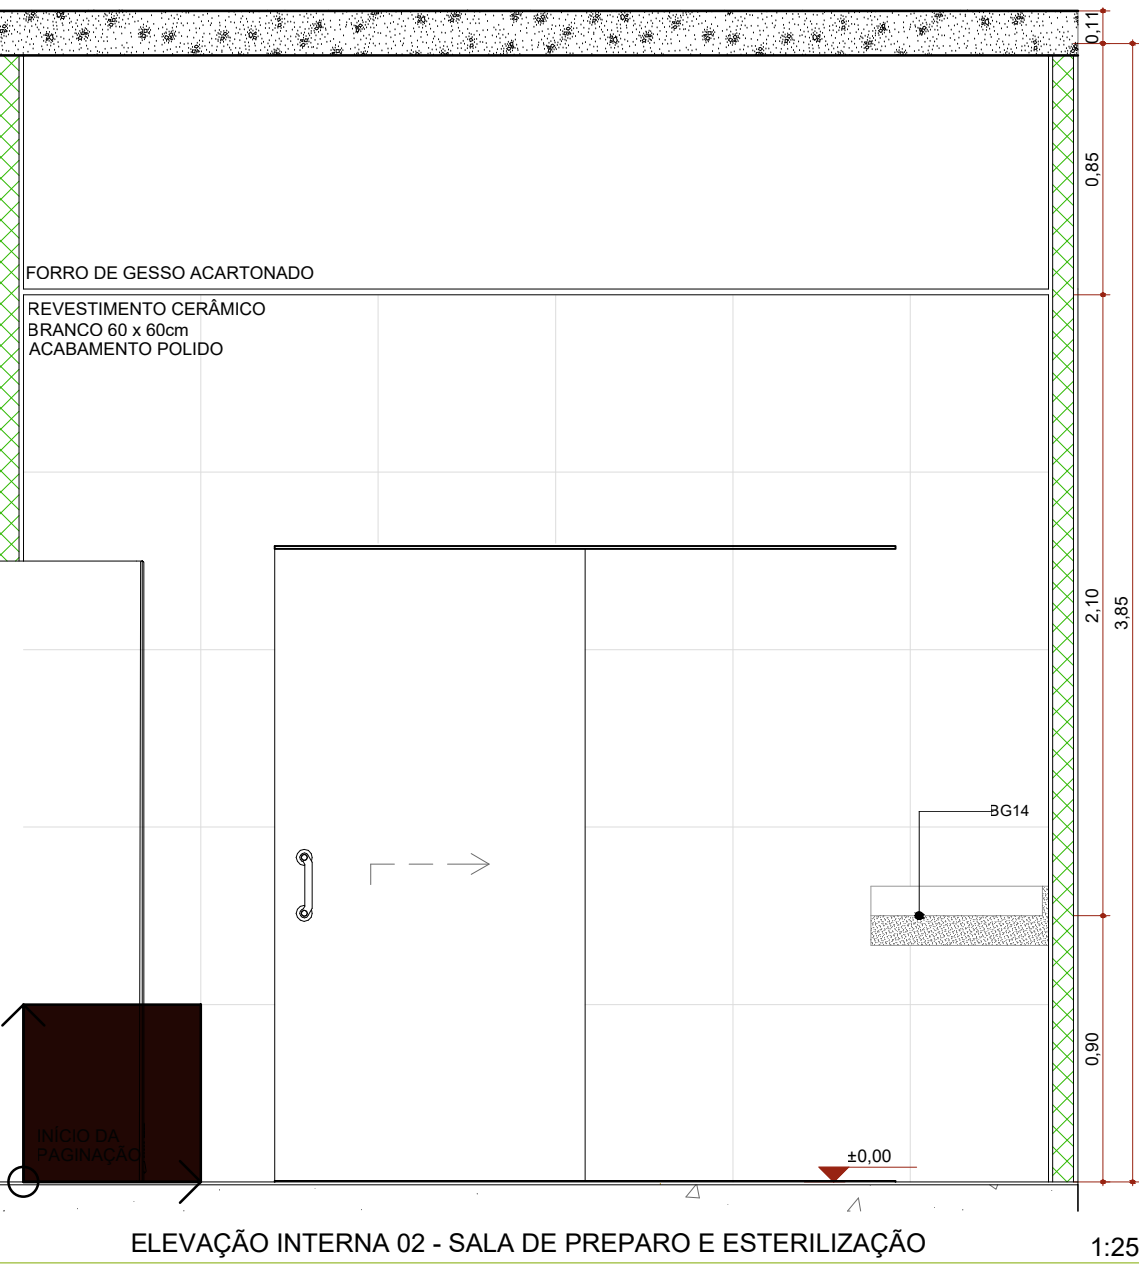 0,11
0,85
FORRO DE GESSO ACARTONADO
REVESTIMENTO CERÂMICO
BRANCO 60 x 60cm
ACABAMENTO POLIDO
2,10
3,85
BG14
0,90
INÍCIO DA
PAGINAÇÃO
±0,00
ELEVAÇÃO INTERNA 02 - SALA DE PREPARO E ESTERILIZAÇÃO
1:25